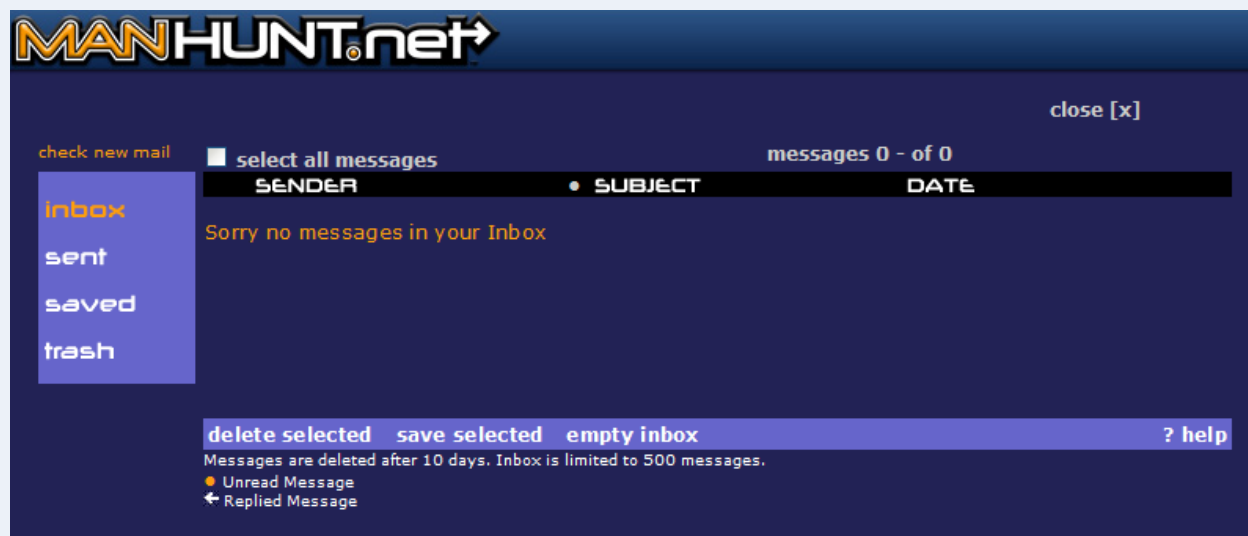 MANHUNT.net
close [x]
check new mail
select all messages messages 0 - of 0
SENDER • SUBJECT DATE
inbox
Sorry no messages in your Inbox
sent
saved
trash
delete selected save selected empty inbox ? help
Messages are deleted after 10 days. Inbox is limited to 500 messages.
Unread Message
Replied Message